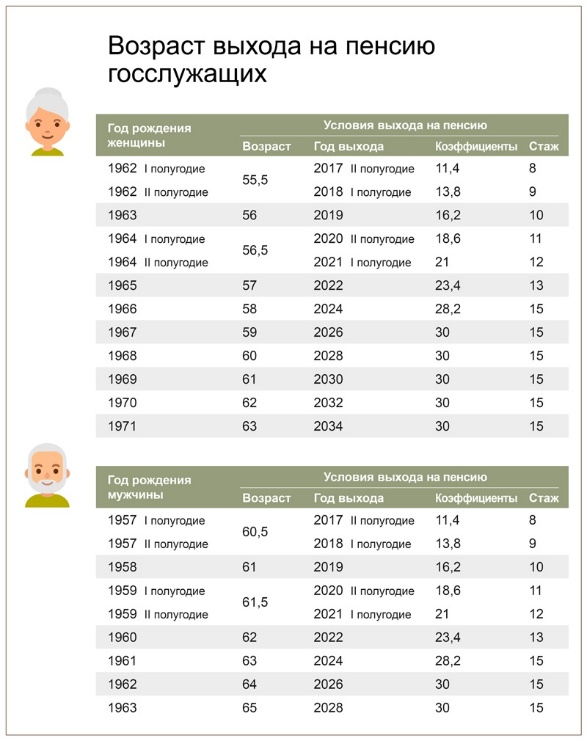 Возраст выхода на пенсию
госслужащих
Год рождения
женщины
Условия выхода на пенсию
Возраст Год выхода Коэффициенты Стаж
1962 I полугодие 55,5 2017 II полугодие 11,4 8
1962 II полугодие 2018 I полугодие 13,8 9
1963 56 2019 16,2 10
1964 I полугодие 56,5 2020 II полугодие 18,6 11
1964 II полугодие 2021 I полугодие 21 12
1965 57 2022 23,4 13
1966 58 2024 28,2 15
1967 59 2026 30 15
1968 60 2028 30 15
1969 61 2030 30 15
1970 62 2032 30 15
1971 63 2034 30 15
Год рождения
мужчины
Условия выхода на пенсию
Возраст Год выхода Коэффициенты Стаж
1957 I полугодие 60,5 2017 II полугодие 11,4 8
1957 II полугодие 2018 I полугодие 13,8 9
1958 61 2019 16,2 10
1959 I полугодие 61,5 2020 II полугодие 18,6 11
1959 II полугодие 2021 I полугодие 21 12
1960 62 2022 23,4 13
1961 63 2024 28,2 15
1962 64 2026 30 15
1963 65 2028 30 15